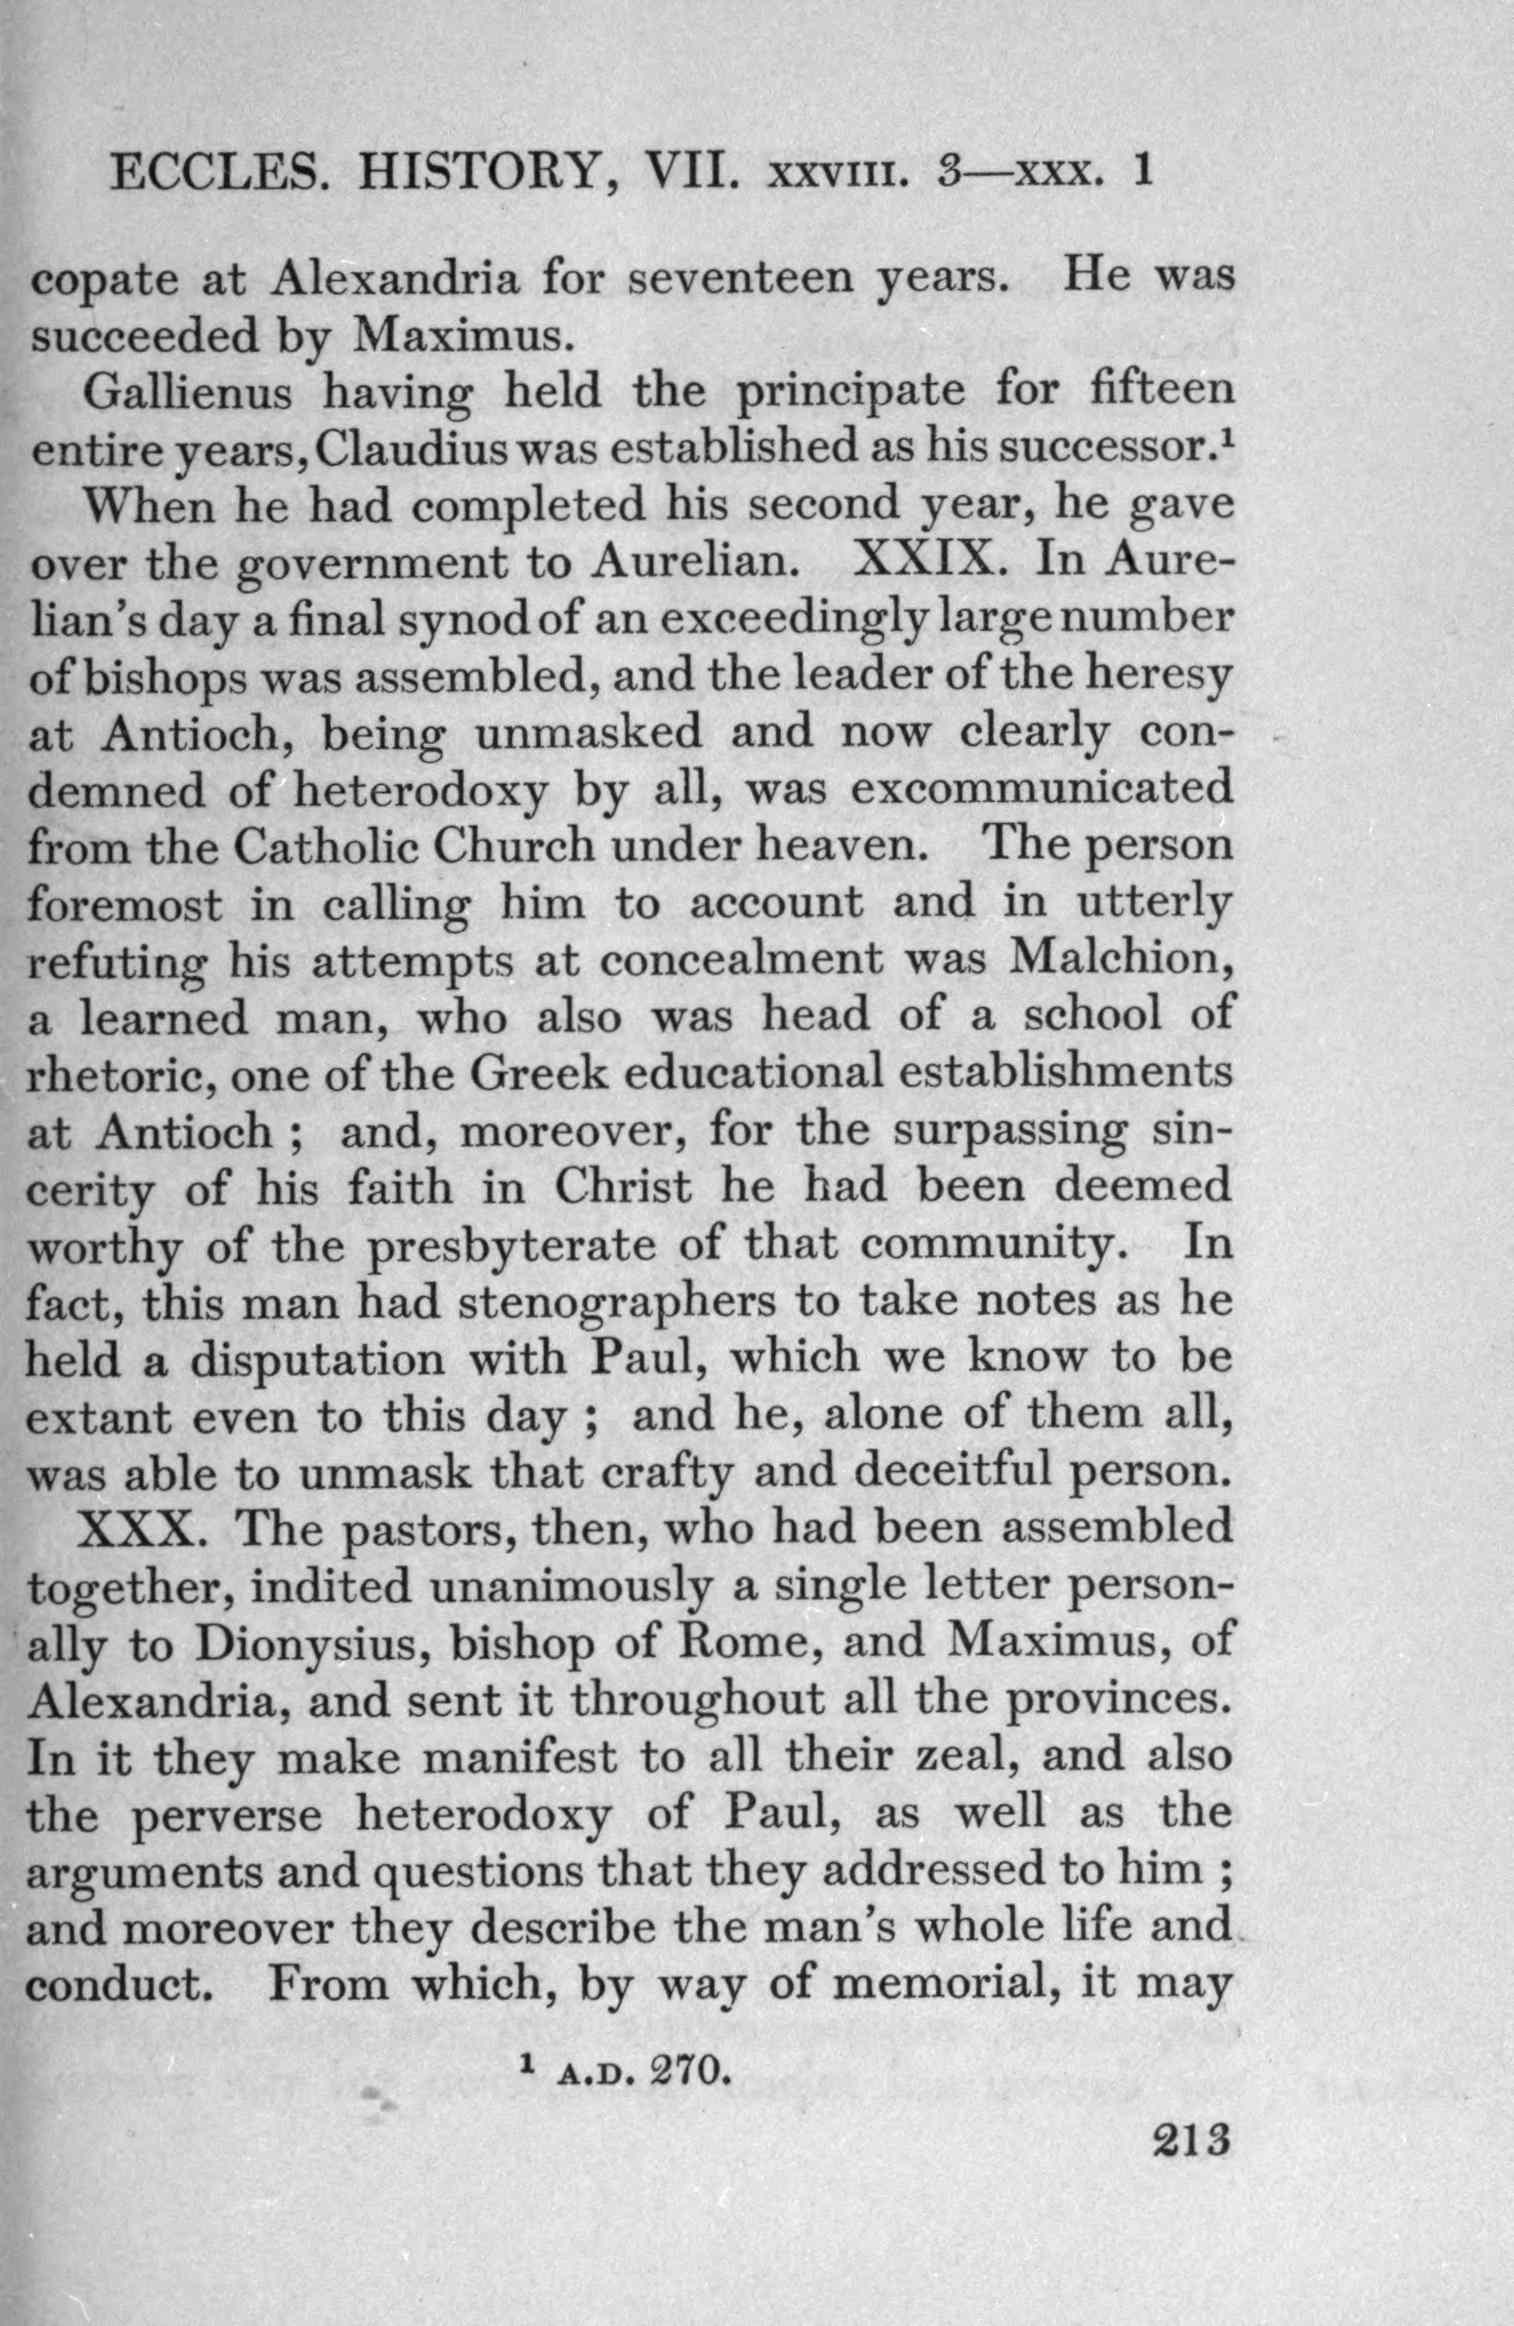 ECCLES. HISTORY, VII. XXVIII. 3—XXX. 1
copate at Alexandria for seventeen years. He was
succeeded by Maximus.
Gallienus having held the principate for fifteen
entire years, Claudius was established as his successor.¹
When he had completed his second year, he gave
over the government to Aurelian. XXIX. In Aure-
lian's day a final synod of an exceedingly large number
of bishops was assembled, and the leader of the heresy
at Antioch, being unmasked and now clearly con-
demned of heterodoxy by all, was excommunicated
from the Catholic Church under heaven. The person
foremost in calling him to account and in utterly
refuting his attempts at concealment was Malchion,
a learned man, who also was head of a school of
rhetoric, one of the Greek educational establishments
at Antioch ; and, moreover, for the surpassing sin-
cerity of his faith in Christ he had been deemed
worthy of the presbyterate of that community. In
fact, this man had stenographers to take notes as he
held a disputation with Paul, which we know to be
extant even to this day ; and he, alone of them all,
was able to unmask that crafty and deceitful person.
XXX. The pastors, then, who had been assembled
together, indited unanimously a single letter person-
ally to Dionysius, bishop of Rome, and Maximus, of
Alexandria, and sent it throughout all the provinces.
In it they make manifest to all their zeal, and also
the perverse heterodoxy of Paul, as well as the
arguments and questions that they addressed to him ;
and moreover they describe the man's whole life and
conduct. From which, by way of memorial, it may
¹ A.D. 270.
213